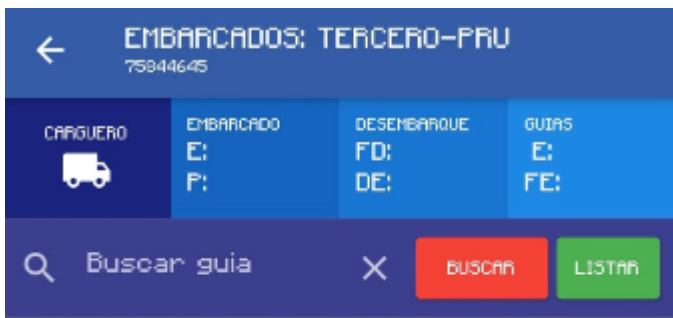 EMBARCADOS: TERCERO-PRU
75844645
CARGUERO
EMBARCADO
E:
P:
DESEMBARQUE
FD:
DE:
GUIAS
E:
FE:
Buscar guia
BUSCAR
LISTAR